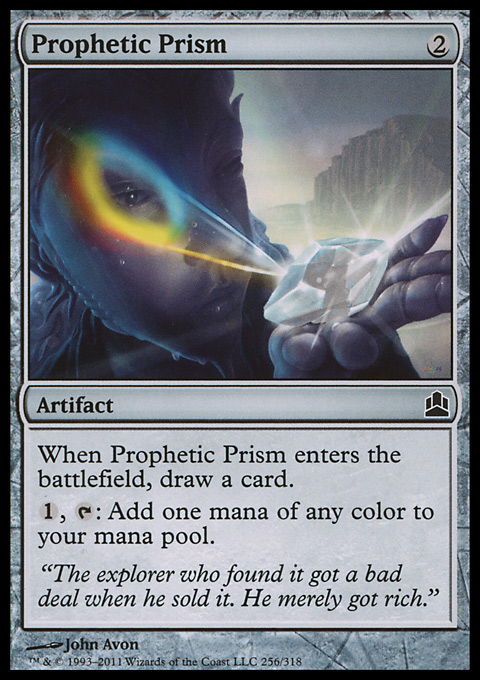 Prophetic Prism 2
Artifact
When Prophetic Prism enters the
battlefield, draw a card.
1, : Add one mana of any color to
your mana pool.
“The explorer who found it got a bad
deal when he sold it. He merely got rich.”
John Avon
™ & © 1993–2011 Wizards of the Coast LLC 256/318